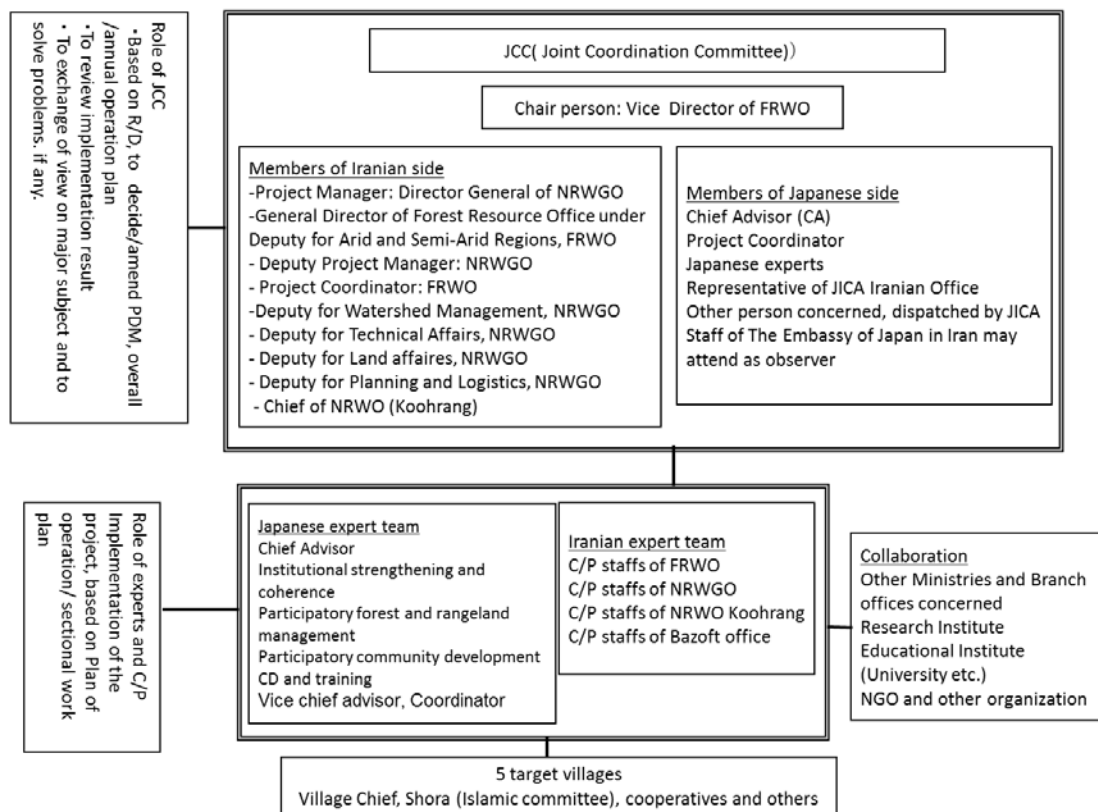 Role of JCC
・Based on R/D, to decide/amend PDM, overall
/annual operation plan
・To review implementation result
・To exchange of view on major subject and to
solve problems. if any.
JCC( Joint Coordination Committee)）
Chair person: Vice Director of FRWO
Members of Iranian side
-Project Manager: Director General of NRWGO
-General Director of Forest Resource Office under
Deputy for Arid and Semi-Arid Regions, FRWO
- Deputy Project Manager: NRWGO
- Project Coordinator: FRWO
-Deputy for Watershed Management, NRWGO
- Deputy for Technical Affairs, NRWGO
- Deputy for Land affaires, NRWGO
- Deputy for Planning and Logistics, NRWGO
- Chief of NRWO (Koohrang)
Members of Japanese side
Chief Advisor (CA)
Project Coordinator
Japanese experts
Representative of JICA Iranian Office
Other person concerned, dispatched by JICA
Staff of The Embassy of Japan in Iran may
attend as observer
Role of experts and C/P
Implementation of the
project, based on Plan of
operation/ sectional work
plan
Japanese expert team
Chief Advisor
Institutional strengthening and
coherence
Participatory forest and rangeland
management
Participatory community development
CD and training
Vice chief advisor, Coordinator
Iranian expert team
C/P staffs of FRWO
C/P staffs of NRWGO
C/P staffs of NRWO Koohrang
C/P staffs of Bazoft office
Collaboration
Other Ministries and Branch
offices concerned
Research Institute
Educational Institute
(University etc.)
NGO and other organization
5 target villages
Village Chief, Shora (Islamic committee), cooperatives and others